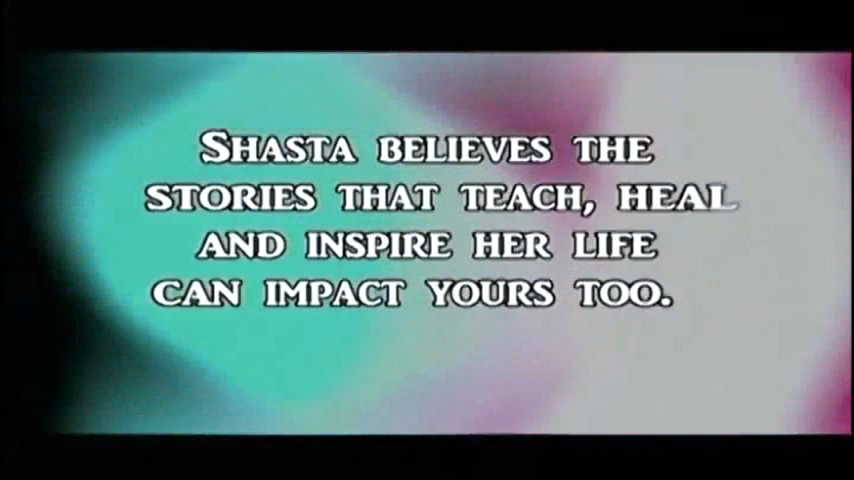 Shasta believes the
stories that teach, heal
and inspire her life
can impact yours too.